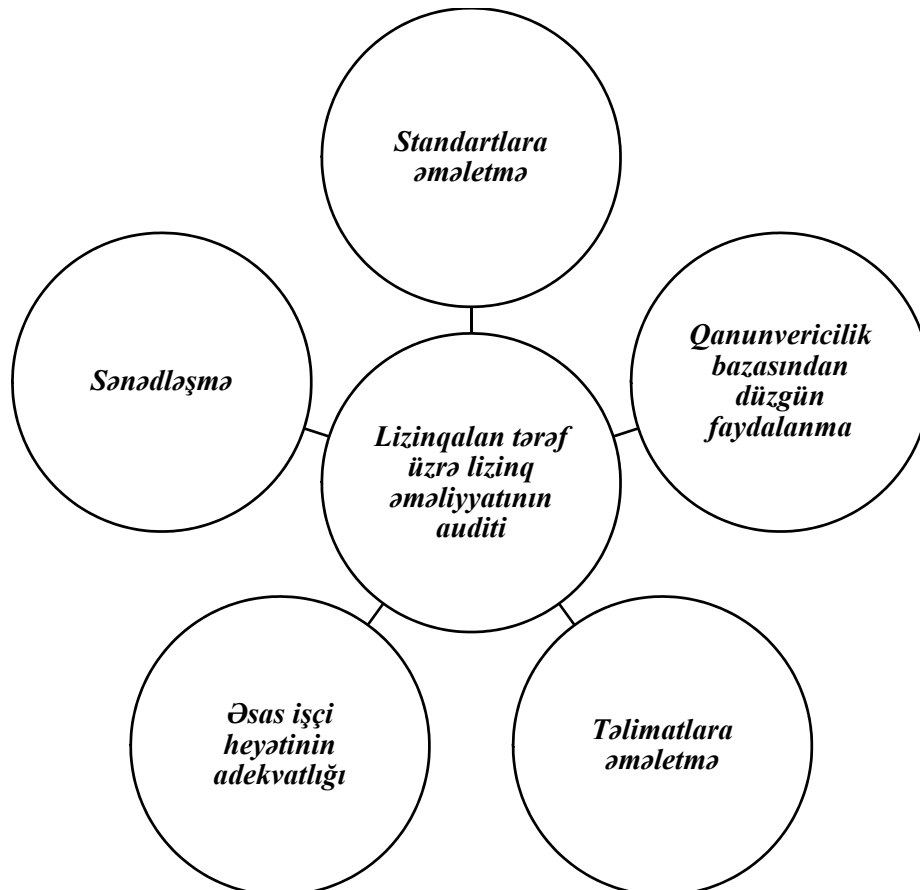 Standartlara
əməletmə
Qanunvericilik
bazasından
düzgün
faydalanma
Sənədləşmə
Lizinqalan tərəf
üzrə lizinq
əməliyyatının
auditi
Əsas işçi
heyətinin
adekvatlığı
Təlimatlara
əməletmə